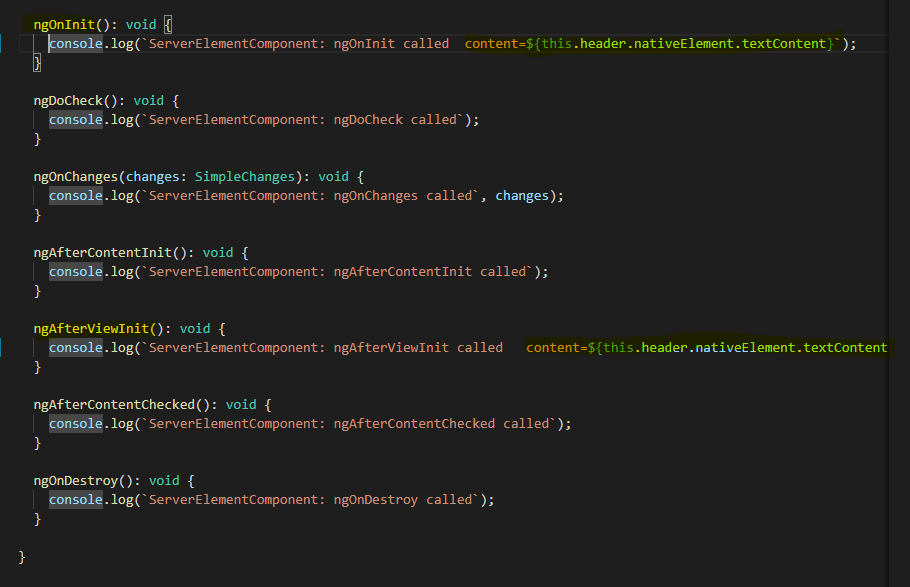 ngOnInit(): void {
console.log(`ServerElementComponent: ngOnInit called  content=${this.header.nativeElement.textContent}`);
}
ngDoCheck(): void {
console.log(`ServerElementComponent: ngDoCheck called`);
}
ngOnChanges(changes: SimpleChanges): void {
console.log(`ServerElementComponent: ngOnChanges called`, changes);
}
ngAfterContentInit(): void {
console.log(`ServerElementComponent: ngAfterContentInit called`);
}
ngAfterViewInit(): void {
console.log(`ServerElementComponent: ngAfterViewInit called   content=${this.header.nativeElement.textContent
}
ngAfterContentChecked(): void {
console.log(`ServerElementComponent: ngAfterContentChecked called`);
}
ngOnDestroy(): void {
console.log(`ServerElementComponent: ngOnDestroy called`);
}
}